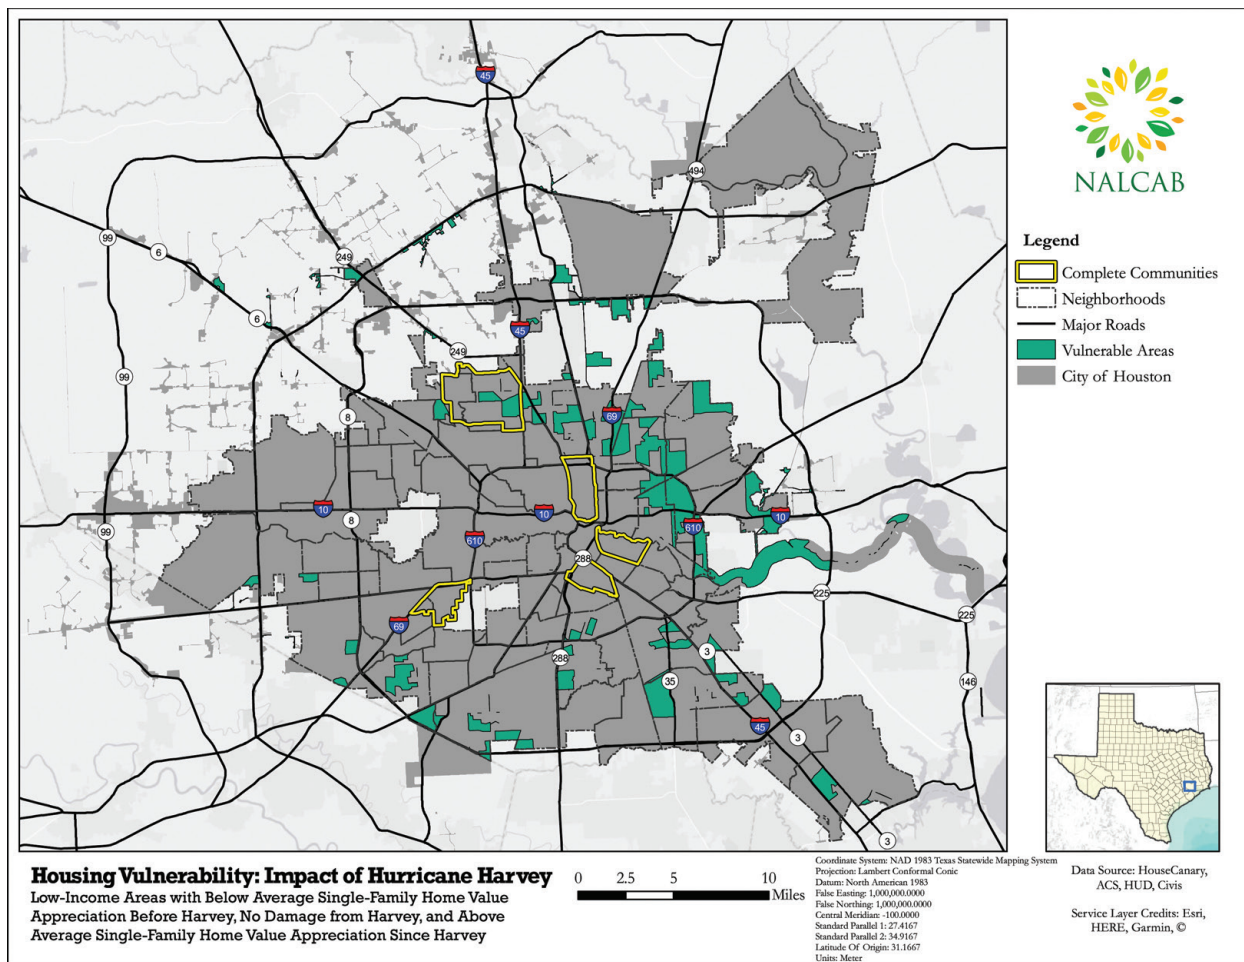 NALCAB
Legend
Complete Communities
Neighborhoods
Major Roads
Vulnerable Areas
City of Houston
45
494
99
6
249
6
45
249
99
8
69
10
10
10
8
610
99
610
288
225
225
69
3
288
35
146
45
3
3
Housing Vulnerability: Impact of Hurricane Harvey
Low-Income Areas with Below Average Single-Family Home Value
Appreciation Before Harvey, No Damage from Harvey, and Above
Average Single-Family Home Value Appreciation Since Harvey
0 2.5 5 10
Miles
Coordinate System: NAD 1983 Texas Statewide Mapping System
Projection: Lambert Conformal Conic
Datum: North American 1983
False Easting: 1,000,000.0000
False Northing: 1,000,000.0000
Central Meridian: -100.0000
Standard Parallel 1: 27.4167
Standard Parallel 2: 34.9167
Latitude Of Origin: 31.1667
Units: Meter
Data Source: HouseCanary,
ACS, HUD, Civis
Service Layer Credits: Esri,
HERE, Garmin, ©